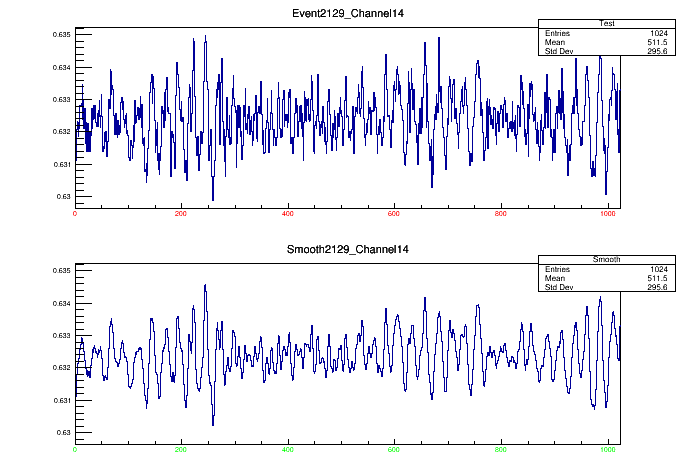 Event2129_Channel14
Test
Entries 1024
Mean 511.5
Std Dev 295.6
0.635
0.634
0.633
0.632
0.631
0.63
0 200 400 600 800 1000
Smooth2129_Channel14
Smooth
Entries 1024
Mean 511.5
Std Dev 295.6
0.635
0.634
0.633
0.632
0.631
0.63
0 200 400 600 800 1000